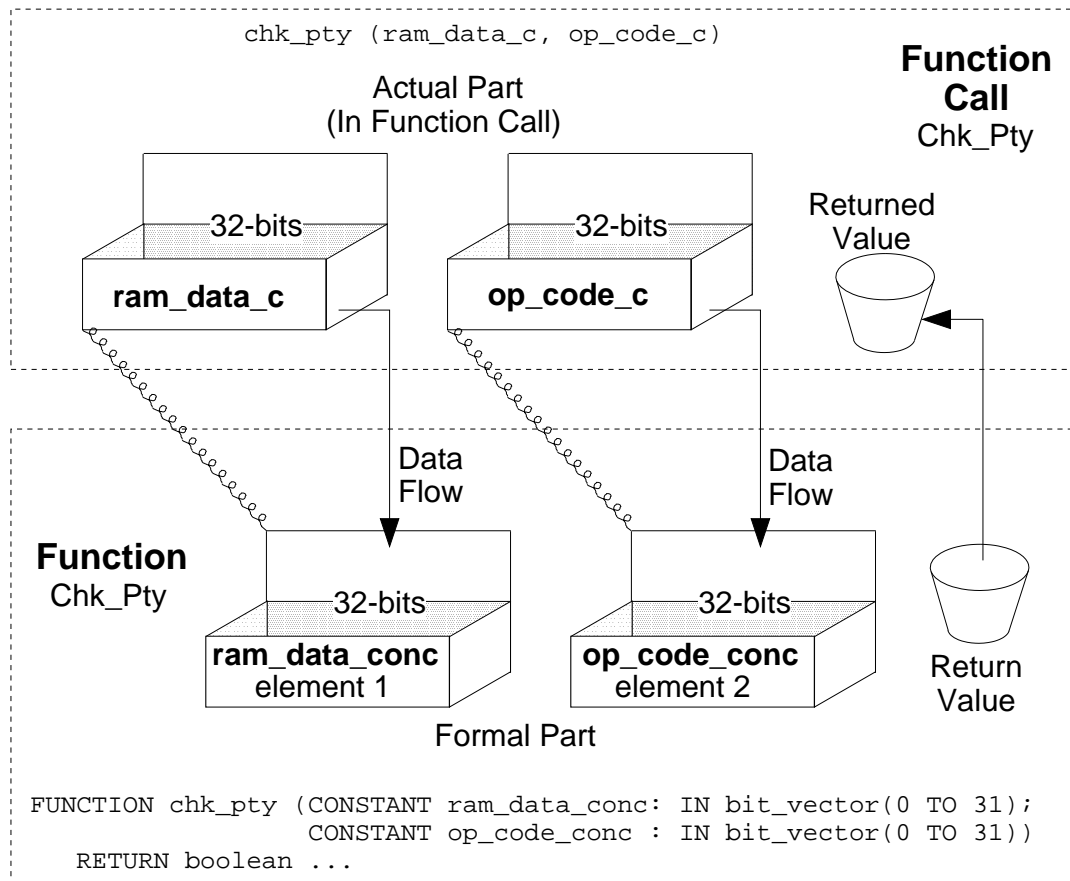 chk_pty (ram_data_c, op_code_c)
Function
Call
Chk_Pty
Actual Part
(In Function Call)
32-bits
32-bits
Returned
Value
ram_data_c
op_code_c
Data
Flow
Data
Flow
Function
Chk_Pty
32-bits
32-bits
ram_data_conc
element 1
op_code_conc
element 2
Return
Value
Formal Part
FUNCTION chk_pty (CONSTANT ram_data_conc: IN bit_vector(0 TO 31);
CONSTANT op_code_conc : IN bit_vector(0 TO 31))
RETURN boolean ...